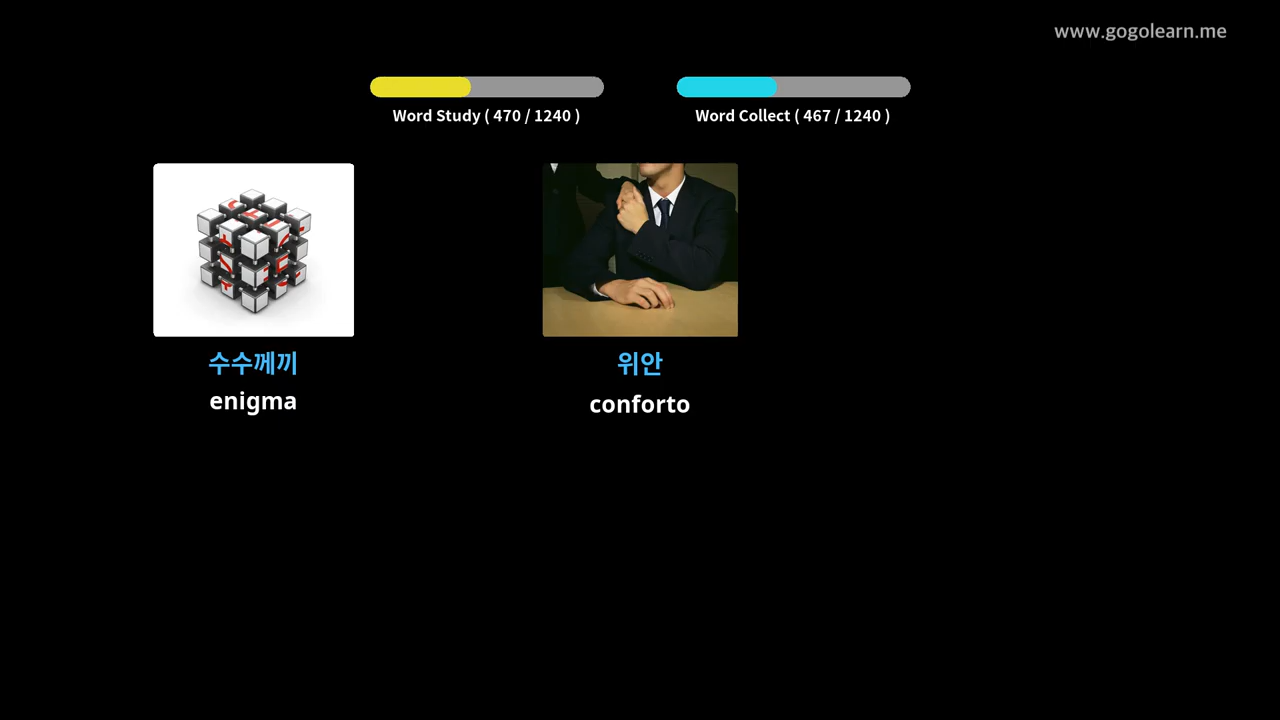 www.gogolearn.me
Word Study ( 470 / 1240 )
Word Collect ( 467 / 1240 )
수수께끼
enigma
위안
conforto